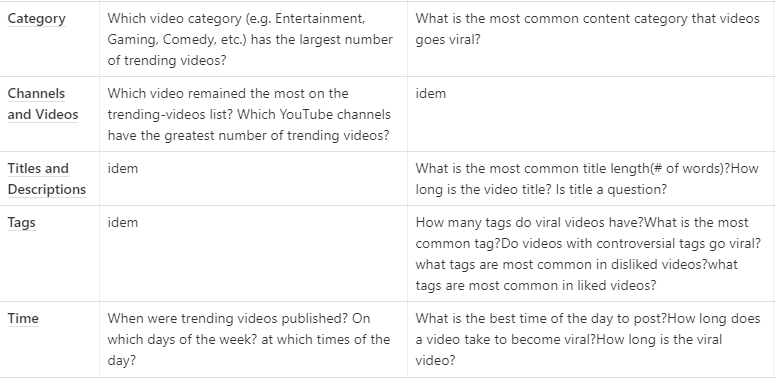 Category
Which video category (e.g. Entertainment,
Gaming, Comedy, etc.) has the largest number
of trending videos?
What is the most common content category that videos
goes viral?
Channels
and Videos
Which video remained the most on the
trending-videos list? Which YouTube channels
have the greatest number of trending videos?
idem
Titles and
Descriptions
idem
What is the most common title length(# of words)?How
long is the video title? Is title a question?
Tags
idem
How many tags do viral videos have?What is the most
common tag?Do videos with controversial tags go viral?
what tags are most common in disliked videos?what
tags are most common in liked videos?
Time
When were trending videos published? On
which days of the week? at which times of the
day?
What is the best time of the day to post?How long does
a video take to become viral?How long is the viral
video?